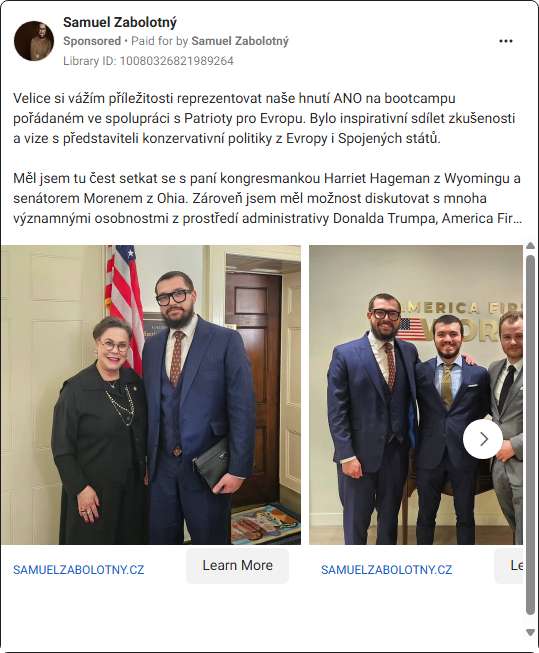 Samuel Zabolotný
Sponsored • Paid for by Samuel Zabolotný
Library ID: 10080326821989264
Velice si vážím příležitosti reprezentovat naše hnutí ANO na bootcampu
pořádaném ve spolupráci s Patrioty pro Evropu. Bylo inspirativní sdílet zkušenosti
a vize s představiteli konzervativní politiky z Evropy i Spojených států.
Měl jsem tu čest setkat se s paní kongresmankou Harriet Hageman z Wyomingu a
senátorem Morenem z Ohia. Zároveň jsem měl možnost diskutovat s mnoha
významnými osobnostmi z prostředí administrativy Donalda Trumpa, America Fir...
AMERICA FIR
WOR
SAMUELZABOLOTNY.CZ
Learn More
SAMUELZABOLOTNY.CZ
Le